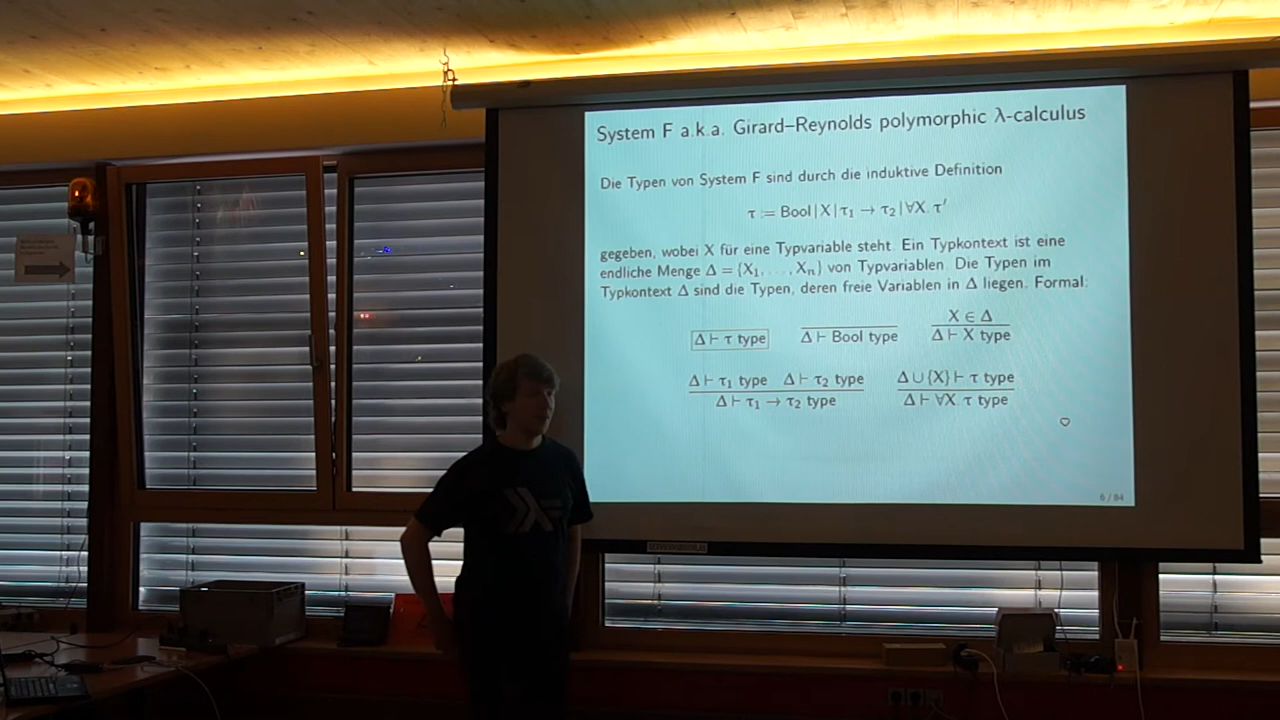 System F a.k.a. Girard–Reynolds polymorphic λ-calculus
Die Typen von System F sind durch die induktive Definition
τ := Bool | X | τ₁ → τ₂ | ∀X. τ′
gegeben, wobei X für eine Typvariable steht. Ein Typkontext ist eine
endliche Menge Δ = {X₁, . . . , Xₙ} von Typvariablen. Die Typen im
Typkontext Δ sind die Typen, deren freie Variablen in Δ liegen. Formal:
X ∈ Δ
Δ ⊢ τ type Δ ⊢ Bool type Δ ⊢ X type
Δ ⊢ τ₁ type Δ ⊢ τ₂ type Δ ∪ {X} ⊢ τ type
Δ ⊢ τ₁ → τ₂ type Δ ⊢ ∀X. τ type
6 / 84